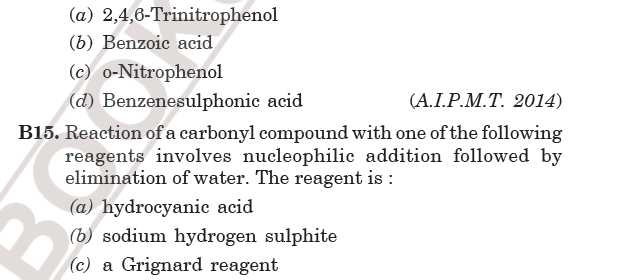 (a) 2,4,6-Trinitrophenol
(b) Benzoic acid
(c) o-Nitrophenol
(d) Benzenesulphonic acid (A.I.P.M.T. 2014)
B15. Reaction of a carbonyl compound with one of the following
reagents involves nucleophilic addition followed by
elimination of water. The reagent is :
(a) hydrocyanic acid
(b) sodium hydrogen sulphite
(c) a Grignard reagent
BOOK